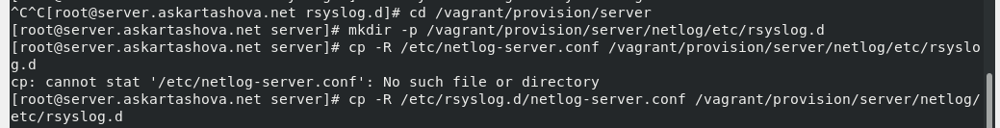 ^C^C[root@server.askartashova.net rsyslog.d]# cd /vagrant/provision/server
[root@server.askartashova.net server]# mkdir -p /vagrant/provision/server/netlog/etc/rsyslog.d
[root@server.askartashova.net server]# cp -R /etc/netlog-server.conf /vagrant/provision/server/netlog/etc/rsyslo
g.d
cp: cannot stat '/etc/netlog-server.conf': No such file or directory
[root@server.askartashova.net server]# cp -R /etc/rsyslog.d/netlog-server.conf /vagrant/provision/server/netlog/
etc/rsyslog.d